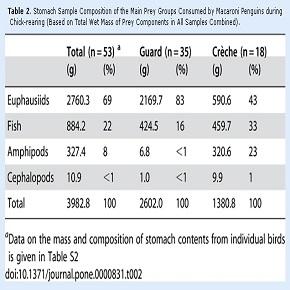 Table 2. Stomach Sample Composition of the Main Prey Groups Consumed by Macaroni Penguins during
Chick-rearing (Based on Total Wet Mass of Prey Components in All Samples Combined).
Total (n = 53) a Guard (n = 35) Crèche (n = 18)
(g) (%) (g) (%) (g) (%)
Euphausiids 2760.3 69 2169.7 83 590.6 43
Fish 884.2 22 424.5 16 459.7 33
Amphipods 327.4 8 6.8 <1 320.6 23
Cephalopods 10.9 <1 1.0 <1 9.9 1
Total 3982.8 100 2602.0 100 1380.8 100
aData on the mass and composition of stomach contents from individual birds
is given in Table S2
doi:10.1371/journal.pone.0000831.t002